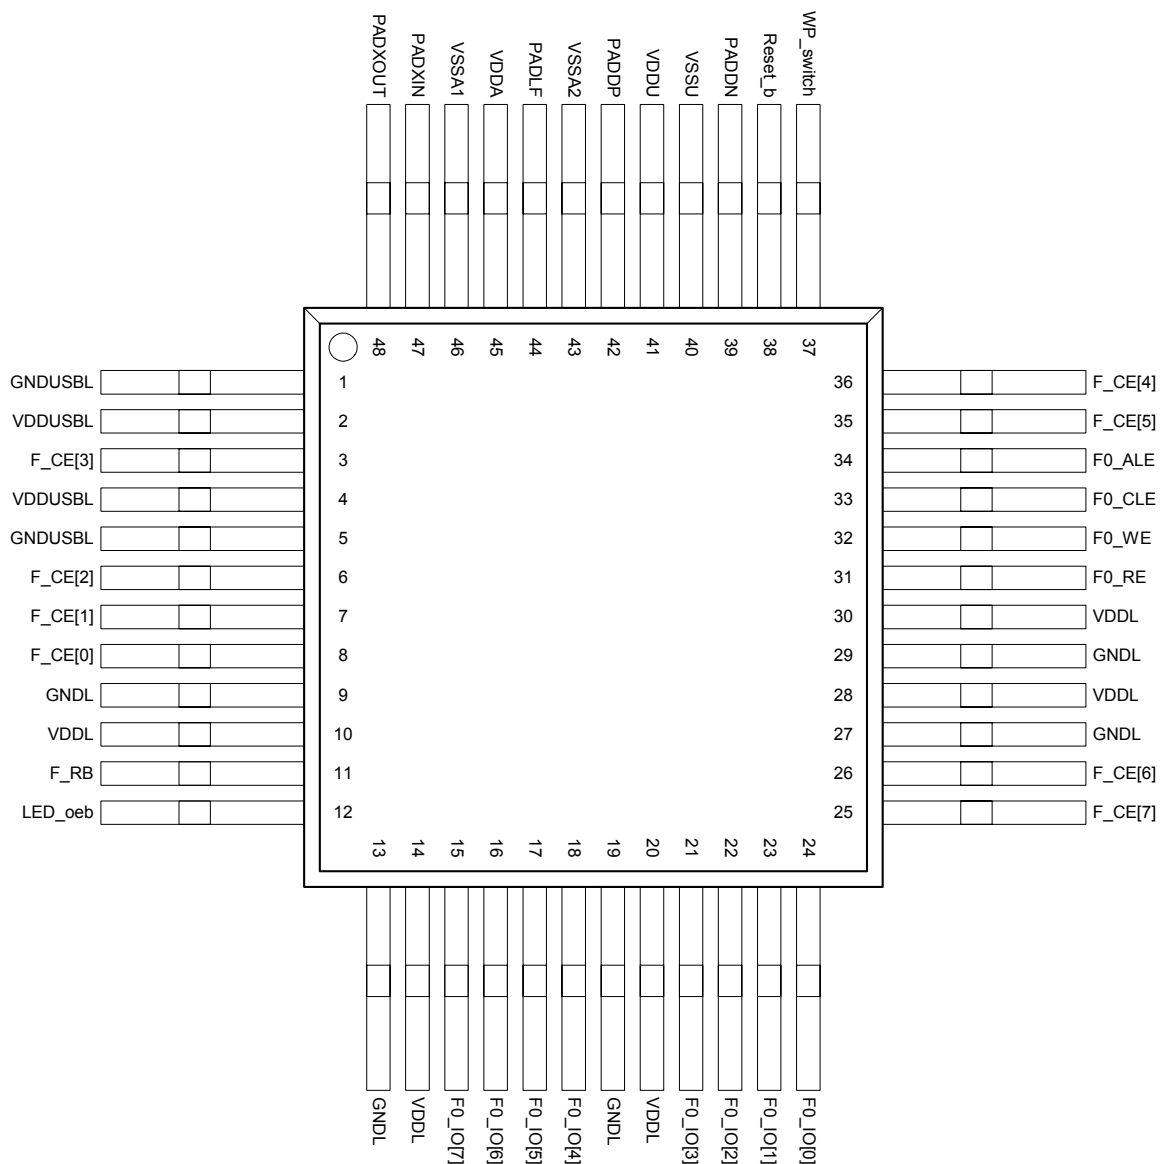 PADXOUT
PADXIN
VSSA1
VDDA
PADLF
VSSA2
PADDP
VDDU
VSSU
PADDN
Reset_b
WP_switch
48
47
46
45
44
43
42
41
40
39
38
37
GNDUSBL 1
36 F_CE[4]
VDDUSBL 2
35 F_CE[5]
F_CE[3] 3
34 F0_ALE
VDDUSBL 4
33 F0_CLE
GNDUSBL 5
32 F0_WE
F_CE[2] 6
31 F0_RE
F_CE[1] 7
30 VDDL
F_CE[0] 8
29 GNDL
GNDL 9
28 VDDL
VDDL 10
27 GNDL
F_RB 11
26 F_CE[6]
LED_oeb 12
25 F_CE[7]
13
14
15
16
17
18
19
20
21
22
23
24
GNDL
VDDL
F0_IO[7]
F0_IO[6]
F0_IO[5]
F0_IO[4]
GNDL
VDDL
F0_IO[3]
F0_IO[2]
F0_IO[1]
F0_IO[0]